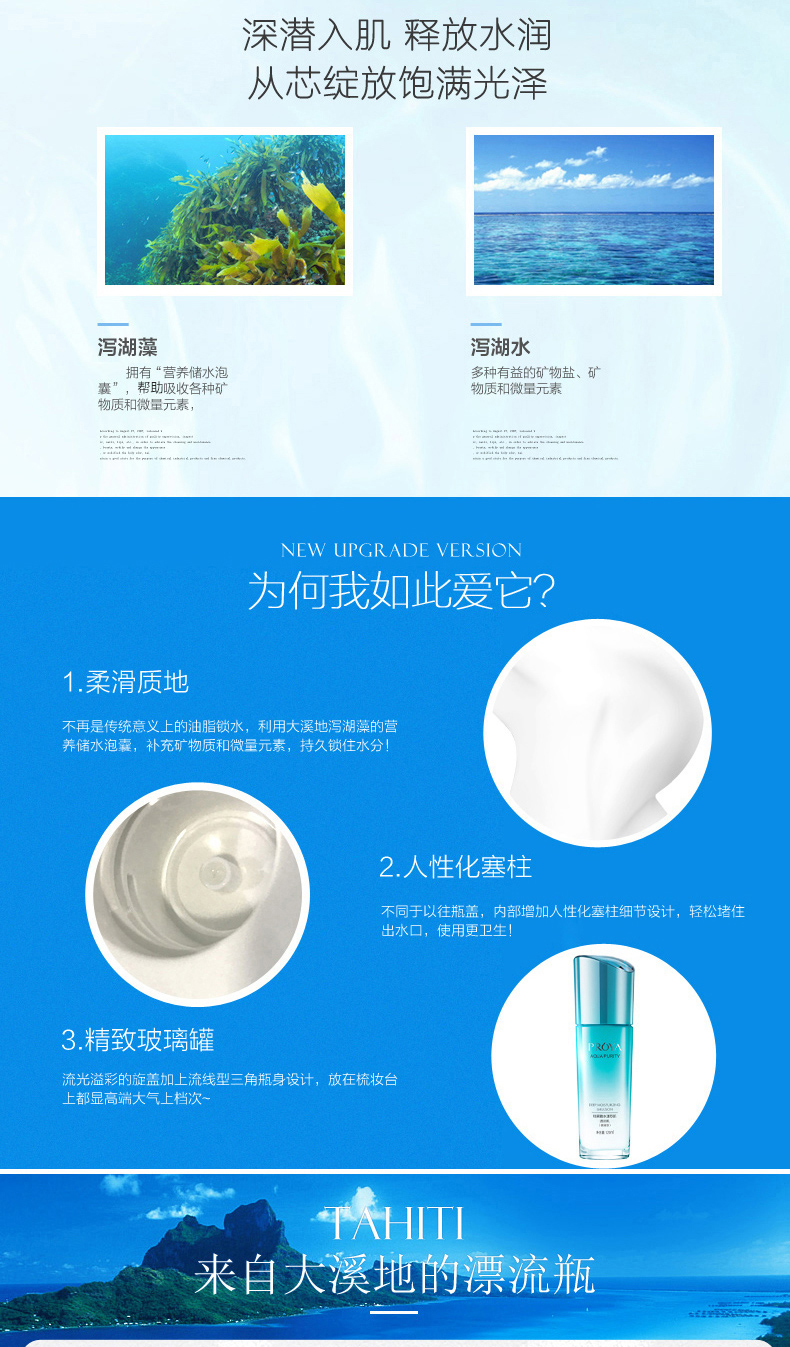 深潜入肌 释放水润
从芯绽放饱满光泽
泻湖藻
拥有“营养储水泡
囊”，帮助吸收各种矿
物质和微量元素，
泻湖水
多种有益的矿物盐、矿
物质和微量元素
NEW UPGRADE VERSION
为何我如此爱它?
1.柔滑质地
不再是传统意义上的油脂锁水，利用大溪地泻湖藻的营
养储水泡囊，补充矿物质和微量元素，持久锁住水分!
2.人性化塞柱
不同于以往瓶盖，内部增加人性化塞柱细节设计，轻松堵住
出水口，使用更卫生!
PROYA
AQUA PURITY
3.精致玻璃罐
流光溢彩的旋盖加上流线型三角瓶身设计，放在梳妆台
上都显高端大气上档次~
TAHITI
来自大溪地的漂流瓶